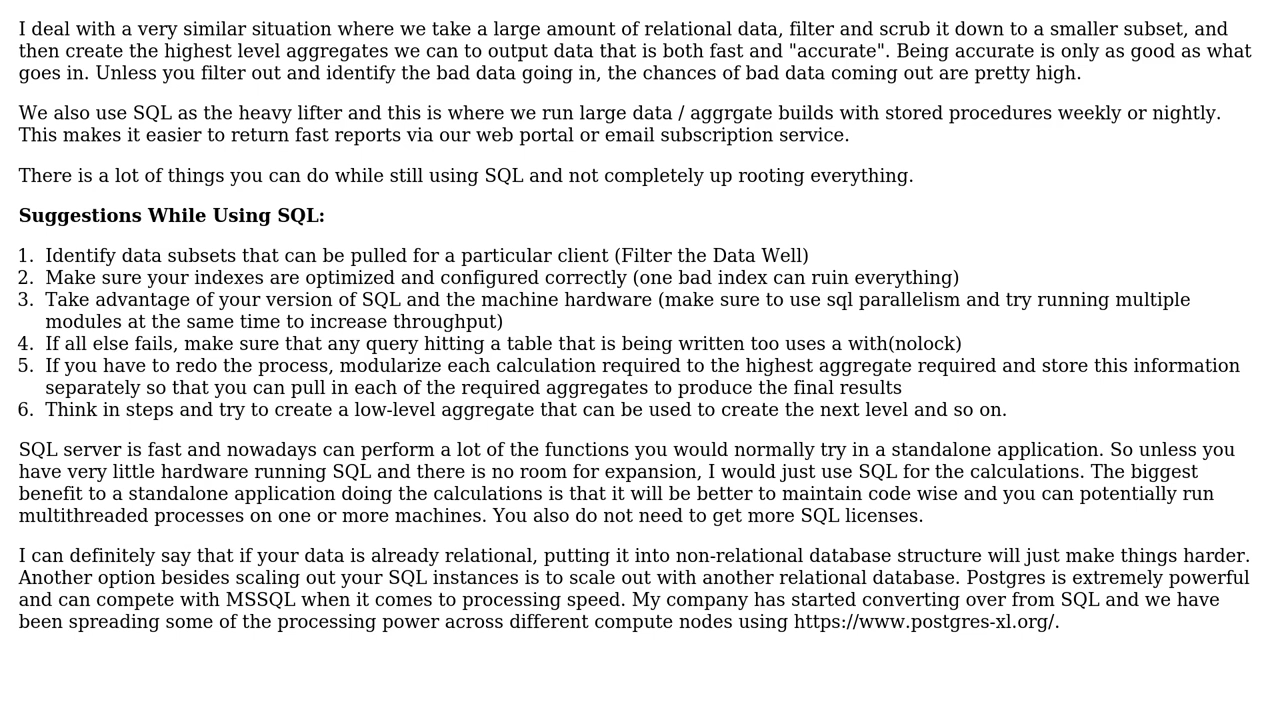 I deal with a very similar situation where we take a large amount of relational data, filter and scrub it down to a smaller subset, and
then create the highest level aggregates we can to output data that is both fast and "accurate". Being accurate is only as good as what
goes in. Unless you filter out and identify the bad data going in, the chances of bad data coming out are pretty high.
We also use SQL as the heavy lifter and this is where we run large data / aggrgate builds with stored procedures weekly or nightly.
This makes it easier to return fast reports via our web portal or email subscription service.
There is a lot of things you can do while still using SQL and not completely up rooting everything.
Suggestions While Using SQL:
1. Identify data subsets that can be pulled for a particular client (Filter the Data Well)
2. Make sure your indexes are optimized and configured correctly (one bad index can ruin everything)
3. Take advantage of your version of SQL and the machine hardware (make sure to use sql parallelism and try running multiple
modules at the same time to increase throughput)
4. If all else fails, make sure that any query hitting a table that is being written too uses a with(nolock)
5. If you have to redo the process, modularize each calculation required to the highest aggregate required and store this information
separately so that you can pull in each of the required aggregates to produce the final results
6. Think in steps and try to create a low-level aggregate that can be used to create the next level and so on.
SQL server is fast and nowadays can perform a lot of the functions you would normally try in a standalone application. So unless you
have very little hardware running SQL and there is no room for expansion, I would just use SQL for the calculations. The biggest
benefit to a standalone application doing the calculations is that it will be better to maintain code wise and you can potentially run
multithreaded processes on one or more machines. You also do not need to get more SQL licenses.
I can definitely say that if your data is already relational, putting it into non-relational database structure will just make things harder.
Another option besides scaling out your SQL instances is to scale out with another relational database. Postgres is extremely powerful
and can compete with MSSQL when it comes to processing speed. My company has started converting over from SQL and we have
been spreading some of the processing power across different compute nodes using https://www.postgres-xl.org/.